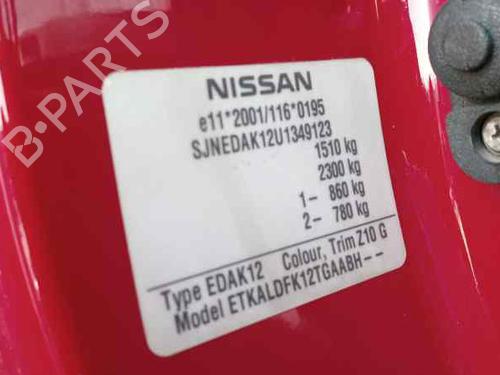 NISSAN
e11*2001/116*0195
SJNEDAK12U1349123
1510 kg
2300 kg
1- 860 kg
2- 780 kg
Type EDAK12 Colour, Trim Z10 G
Model ETKALDFK12TGAABH--
B-PARTS